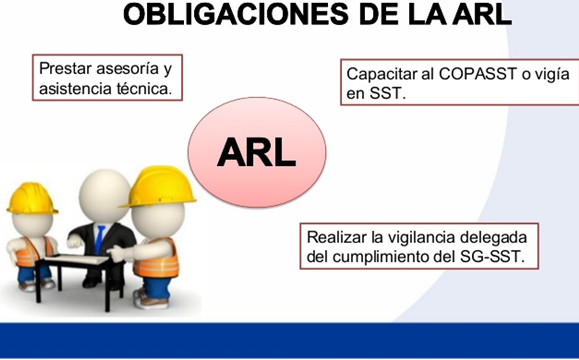 OBLIGACIONES DE LA ARL
Prestar asesoría y
asistencia técnica.
Capacitar al COPASST o vigía
en SST.
ARL
Realizar la vigilancia delegada
del cumplimiento del SG-SST.